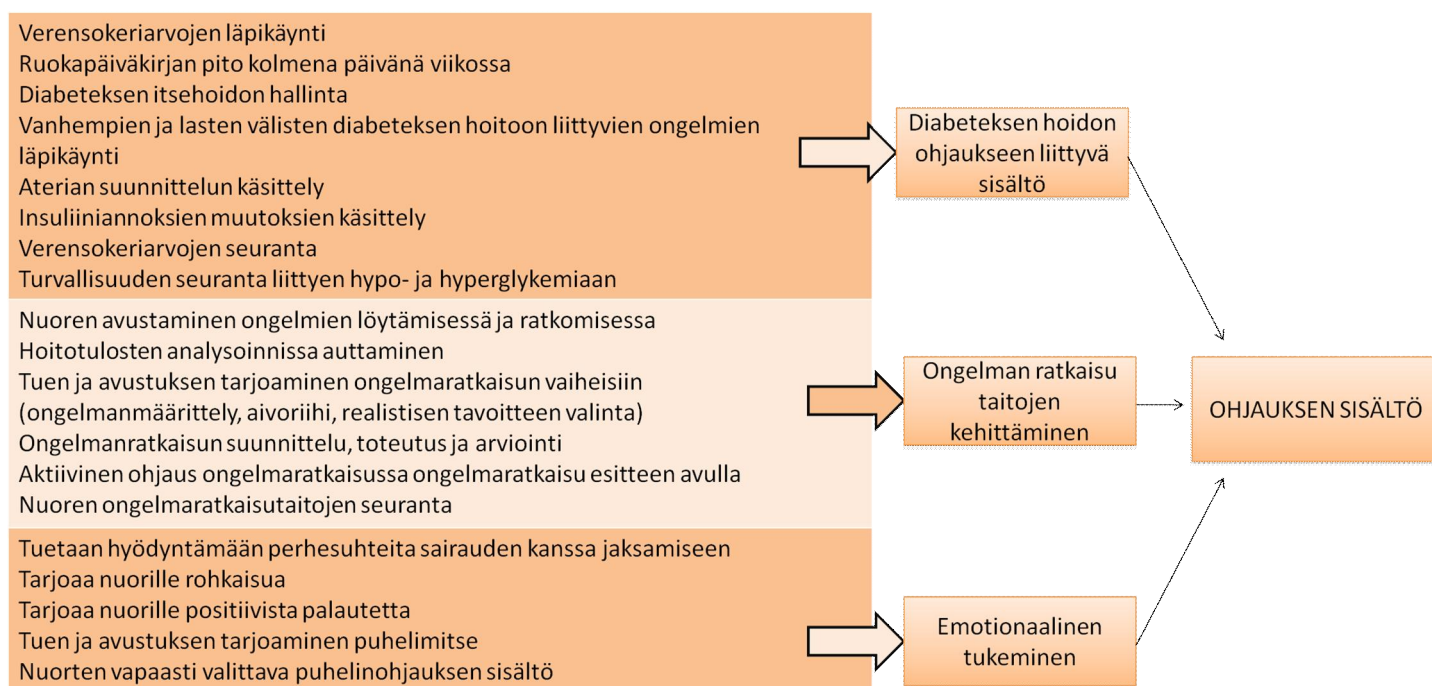 Verensokeriarvojen läpikäynti
Ruokapäiväkirjan pito kolmena päivänä viikossa
Diabeteksen itsehoidon hallinta
Vanhempien ja lasten välisten diabeteksen hoitoon liittyvien ongelmien
läpikäynti
Aterian suunnittelun käsittely
Insuliiniannoksien muutoksien käsittely
Verensokeriarvojen seuranta
Turvallisuuden seuranta liittyen hypo- ja hyperglykemiaan
Diabeteksen hoidon
ohjaukseen liittyvä
sisältö
Nuoren avustaminen ongelmien löytämisessä ja ratkomisessa
Hoitotulosten analysoinnissa auttaminen
Tuen ja avustuksen tarjoaminen ongelmaratkaisun vaiheisiin
(ongelmanmäärittely, aivoriihi, realistisen tavoitteen valinta)
Ongelmanratkaisun suunnittelu, toteutus ja arviointi
Aktiivinen ohjaus ongelmaratkaisussa ongelmaratkaisu esitteen avulla
Nuoren ongelmaratkaisutaitojen seuranta
Ongelman ratkaisu
taitojen
kehittäminen
OHJAUKSEN SISÄLTÖ
Tuetaan hyödyntämään perhesuhteita sairauden kanssa jaksamiseen
Tarjoaa nuorille rohkaisua
Tarjoaa nuorille positiivista palautetta
Tuen ja avustuksen tarjoaminen puhelimitse
Nuorten vapaasti valittava puhelinohjauksen sisältö
Emotionaalinen
tukeminen